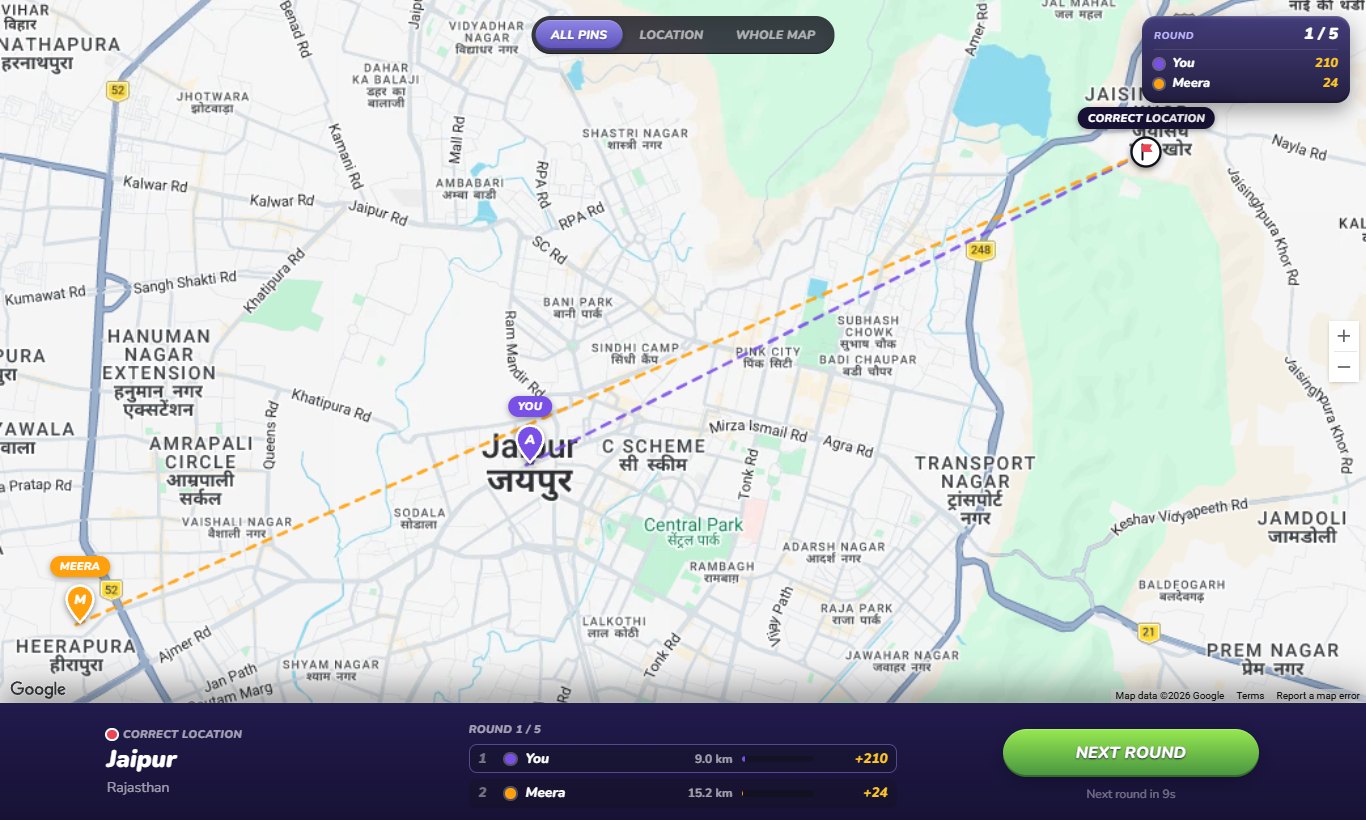 ALL PINS
LOCATION
WHOLE MAP
ROUND 1 / 5
You 210
Meera 24
CORRECT LOCATION
VIHAR
विहार
NATHAPURA
हरनाथपुरा
52
Benad Rd
VIDYADHAR
NAGAR
विद्याधर नगर
Amer Rd
JAL MAHAL
जल महल
DAHAR
KA BALAJI
डहर का
बालाजी
JHOTWARA
झोटवाड़ा
Kamani Rd
Mall Rd
SHASTRI NAGAR
शास्त्री नगर
खोर
Nayla Rd
Jaisinghpura Khor Rd
Kalwar Rd
Kalwar Rd
Jaipur Rd
AMBABARI
अम्बा बाडी
RPA Rd
RPA Rd
SC Rd
248
Kumawat Rd
Sangh Shakti Rd
Khatipura Rd
BANI PARK
बानी पार्क
Ram Mandir Rd
SINDHI CAMP
सिंधी कैंप
PINK CITY
पिंक सिटी
SUBHASH
CHOWK
सुभाष चौक
BADI CHAUPAR
बडी चौपर
HANUMAN
NAGAR
EXTENSION
हनुमान नगर
एक्सटेंशन
Khatipura Rd
Queens Rd
Jaisinghpura Khor Rd
YOU
A
जयपुर
C SCHEME
सी स्कीम
Mirza Ismail Rd
Agra Rd
Tonk Rd
AMRAPALI
CIRCLE
आम्रपाली
सर्कल
a Pratap Rd
VAISHALI NAGAR
वैशाली नगर
SODALA
सोडाला
Central Park
सेंट्रल पार्क
TRANSPORT
NAGAR
ट्रांसपोर्ट
नगर
Keshav Vidyapeeth Rd
JAMDOLI
जामडोली
ADARSH NAGAR
आदर्श नगर
RAMBAGH
रामबाग़
BALDEOGARH
बलदेवगढ़
MEERA
M
52
HEERAPURA
हीरापुरा
Ajmer Rd
Jan Path
SHYAM NAGAR
श्याम नगर
LALKOTHI
लाल कोठी
Tonk Rd
Vijay Path
RAJA PARK
राजा पार्क
JAWAHAR NAGAR
जवाहर नगर
21
PREM NAGAR
प्रेम नगर
Google
Map data ©2026 Google Terms Report a map error
CORRECT LOCATION
Jaipur
Rajasthan
ROUND 1 / 5
1 You 9.0 km +210
2 Meera 15.2 km +24
NEXT ROUND
Next round in 9s